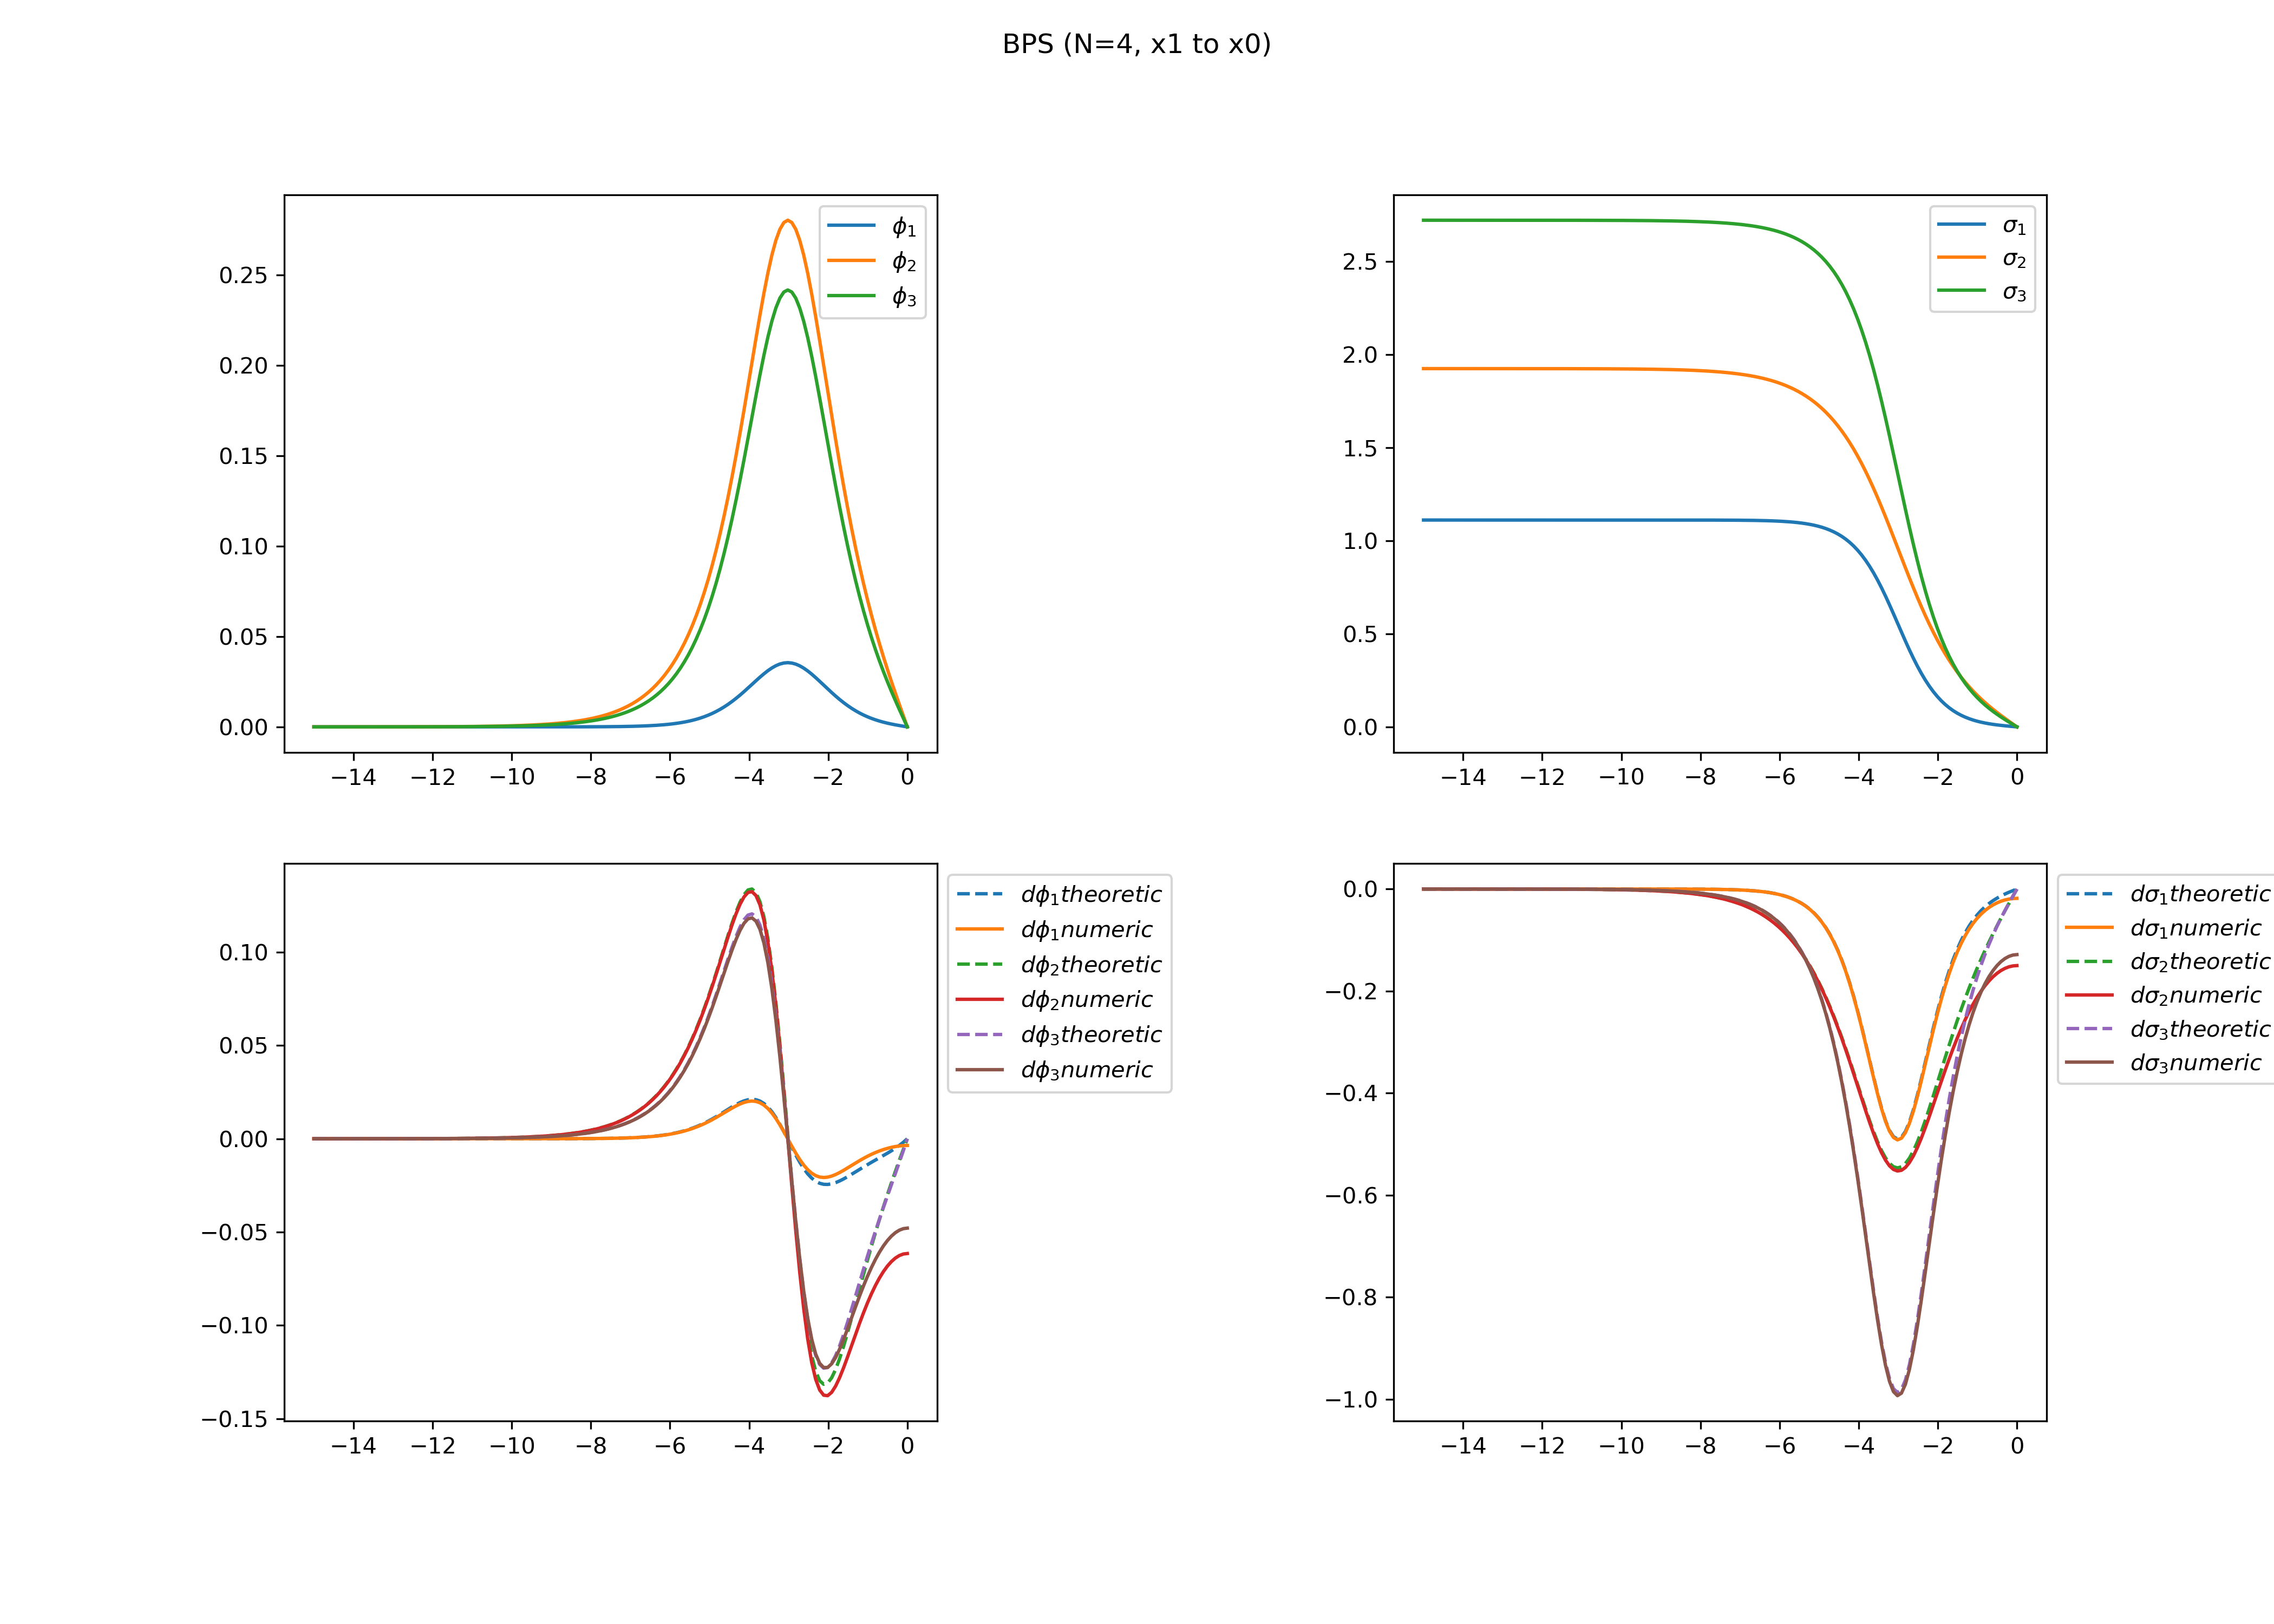 BPS (N=4, x1 to x0)
ϕ₁
ϕ₂
ϕ₃
0.25
0.20
0.15
0.10
0.05
0.00
−14 −12 −10 −8 −6 −4 −2 0
σ₁
σ₂
σ₃
2.5
2.0
1.5
1.0
0.5
0.0
−14 −12 −10 −8 −6 −4 −2 0
dϕ₁theoretic
dϕ₁numeric
dϕ₂theoretic
dϕ₂numeric
dϕ₃theoretic
dϕ₃numeric
0.10
0.05
0.00
−0.05
−0.10
−0.15
−14 −12 −10 −8 −6 −4 −2 0
dσ₁theoretic
dσ₁numeric
dσ₂theoretic
dσ₂numeric
dσ₃theoretic
dσ₃numeric
0.0
−0.2
−0.4
−0.6
−0.8
−1.0
−14 −12 −10 −8 −6 −4 −2 0